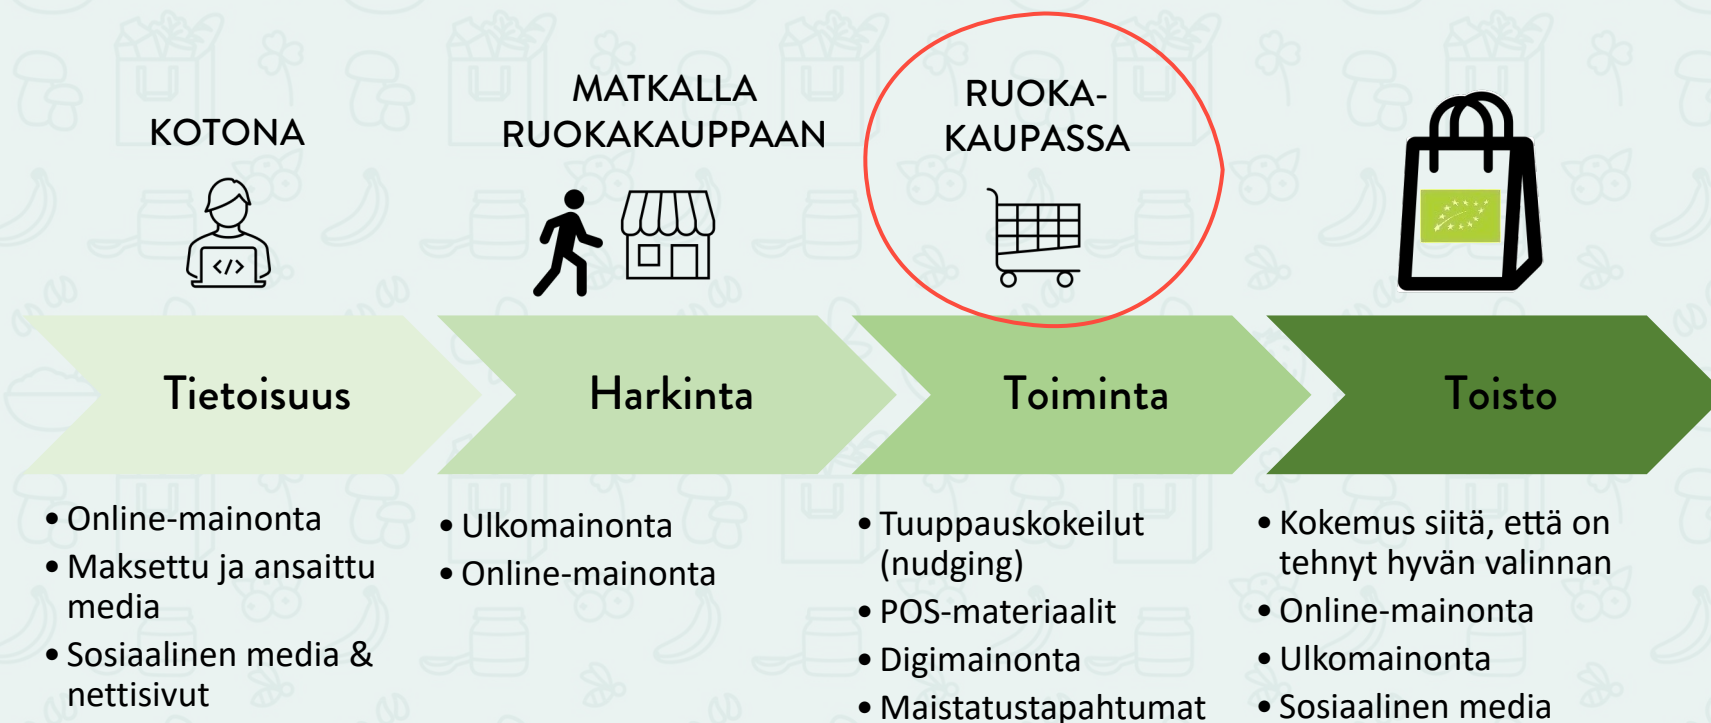 KOTONA
MATKALLA
RUOKAKAUPPAAN
RUOKA-
KAUPASSA
</>
Tietoisuus
Harkinta
Toiminta
Toisto
• Online-mainonta
• Maksettu ja ansaittu
media
• Sosiaalinen media &
nettisivut
• Ulkomainonta
• Online-mainonta
• Tuuppauskokeilut
(nudging)
• POS-materiaalit
• Digimainonta
• Maistatustapahtumat
• Kokemus siitä, että on
tehnyt hyvän valinnan
• Online-mainonta
• Ulkomainonta
• Sosiaalinen media